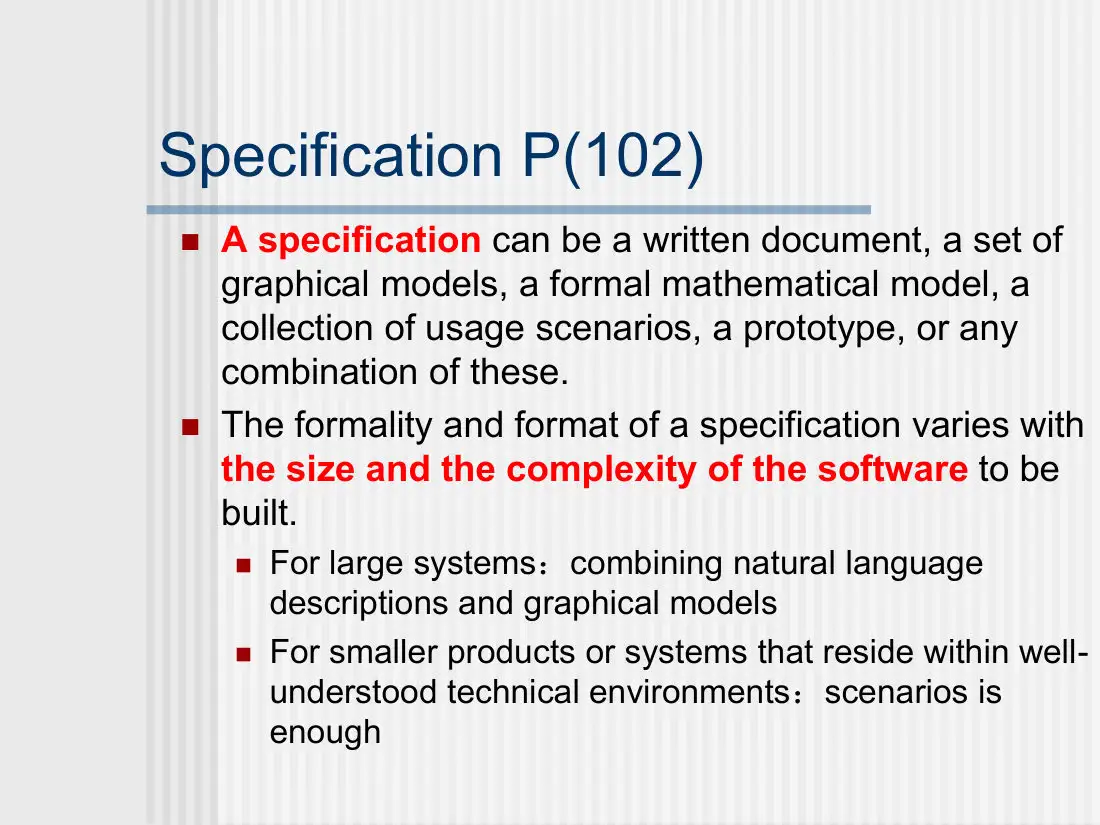 Specification P(102)
A specification can be a written document, a set of
graphical models, a formal mathematical model, a
collection of usage scenarios, a prototype, or any
combination of these.
The formality and format of a specification varies with
the size and the complexity of the software to be
built.
For large systems：combining natural language
descriptions and graphical models
For smaller products or systems that reside within well-
understood technical environments：scenarios is
enough